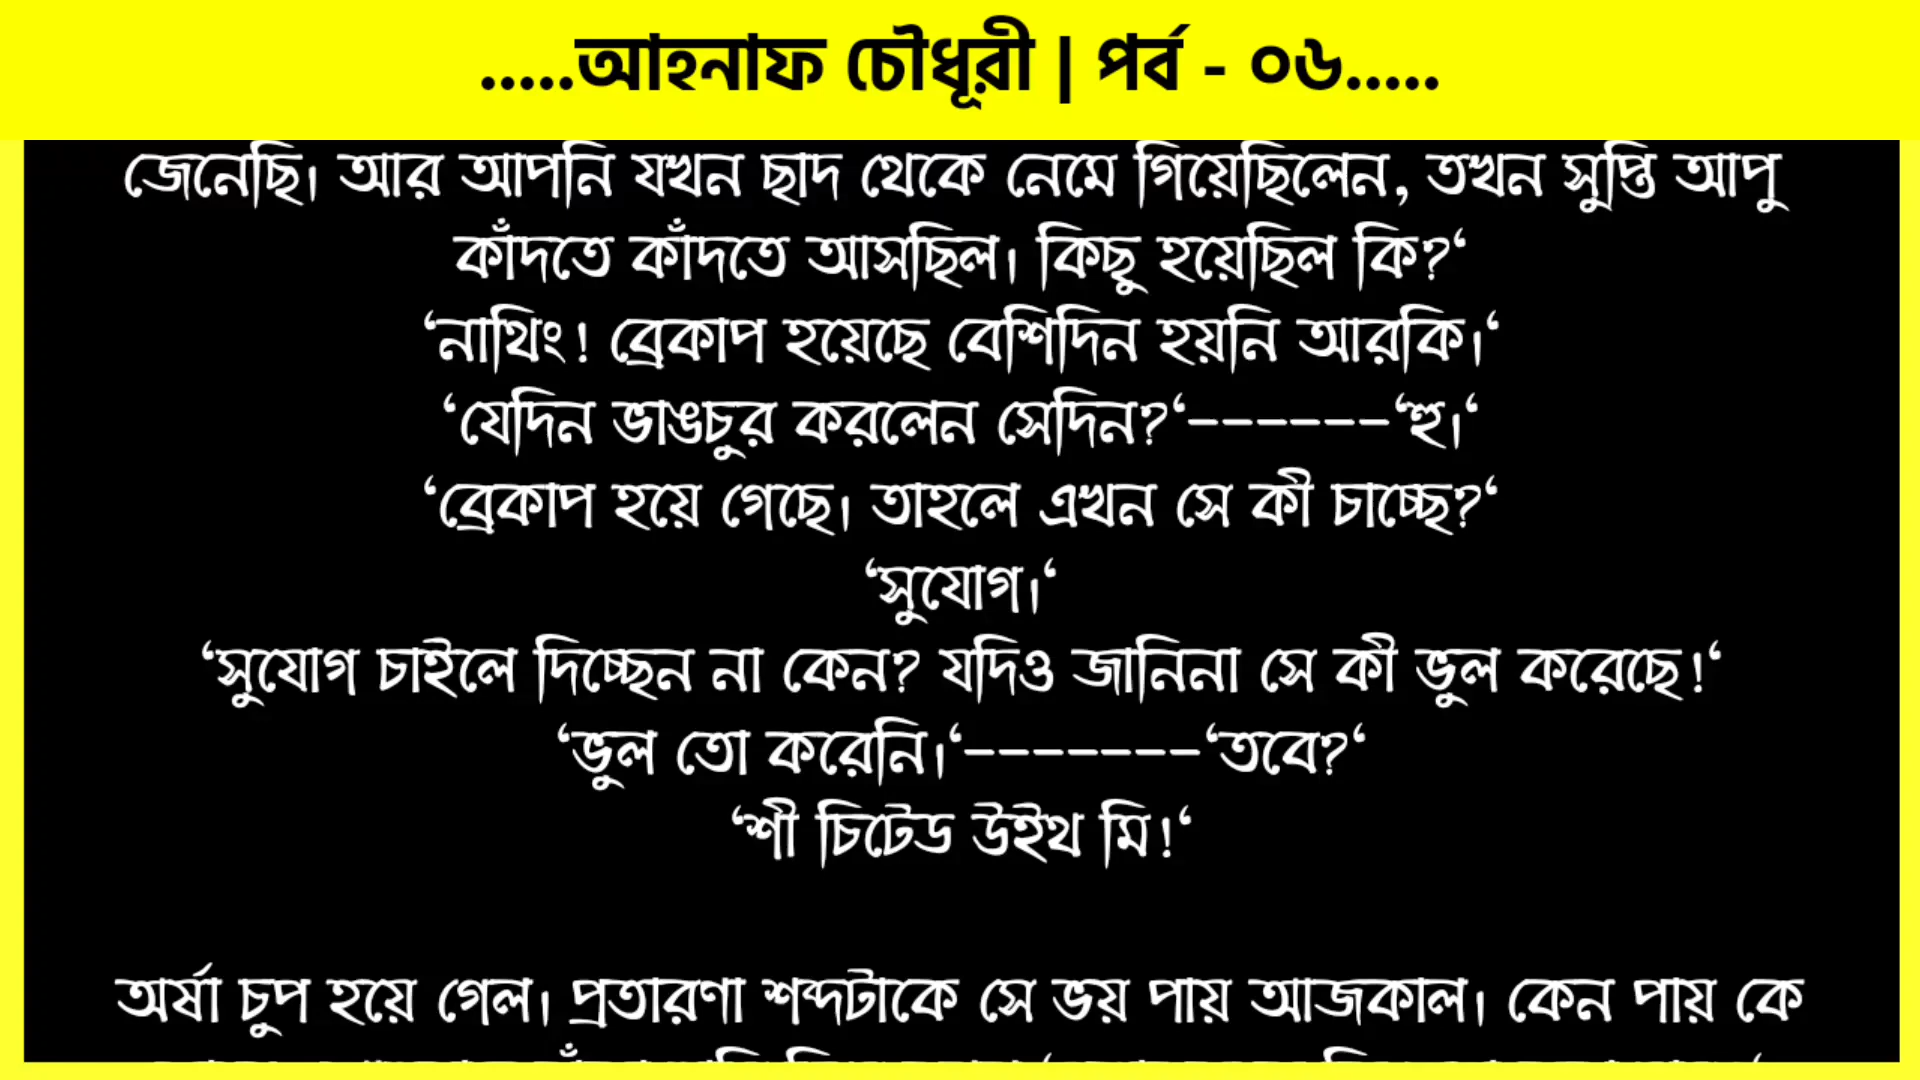 .....আহনাফ চৌধূরী | পর্ব - ০৬.....
জেনেছি। আর আপনি যখন ছাদ থেকে নেমে গিয়েছিলেন, তখন সুপ্তি আপু
কাঁদতে কাঁদতে আসছিল। কিছু হয়েছিল কি?‘
‘নাথিং! ব্রেকাপ হয়েছে বেশিদিন হয়নি আরকি।‘
‘যেদিন ভাঙচুর করলেন সেদিন?‘------‘হু।‘
‘ব্রেকাপ হয়ে গেছে। তাহলে এখন সে কী চাচ্ছে?‘
‘সুযোগ।‘
‘সুযোগ চাইলে দিচ্ছেন না কেন? যদিও জানিনা সে কী ভুল করেছে!‘
‘ভুল তো করেনি।‘-------‘তবে?‘
‘শী চিটেড উইথ মি!‘
অর্ষা চুপ হয়ে গেল। প্রতারণা শব্দটাকে সে ভয় পায় আজকাল। কেন পায় কে